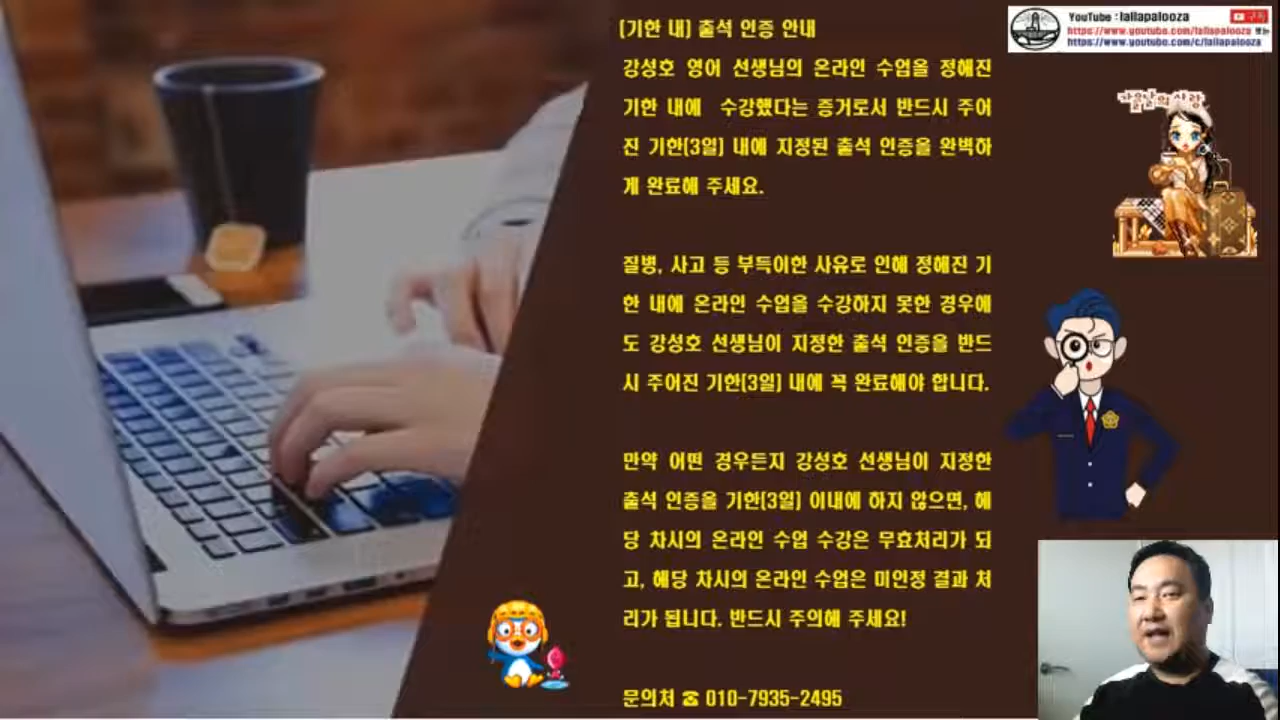 [기한 내] 출석 인증 안내
강성호 영어 선생님의 온라인 수업을 정해진
기한 내에 수강했다는 증거로서 반드시 주어
진 기한(3일) 내에 지정된 출석 인증을 완벽하
게 완료해 주세요.
질병, 사고 등 부득이한 사유로 인해 정해진 기
한 내에 온라인 수업을 수강하지 못한 경우에
도 강성호 선생님이 지정한 출석 인증을 반드
시 주어진 기한(3일) 내에 꼭 완료해야 합니다.
만약 어떤 경우든지 강성호 선생님이 지정한
출석 인증을 기한(3일) 이내에 하지 않으면, 해
당 차시의 온라인 수업 수강은 무효처리가 되
고, 해당 차시의 온라인 수업은 미인정 결과 처
리가 됩니다. 반드시 주의해 주세요!
문의처 ☎ 010-7935-2495
YouTube : lallapalooza 구독
https://www.youtube.com/lallapalooza 또는
https://www.youtube.com/c/lallapalooza